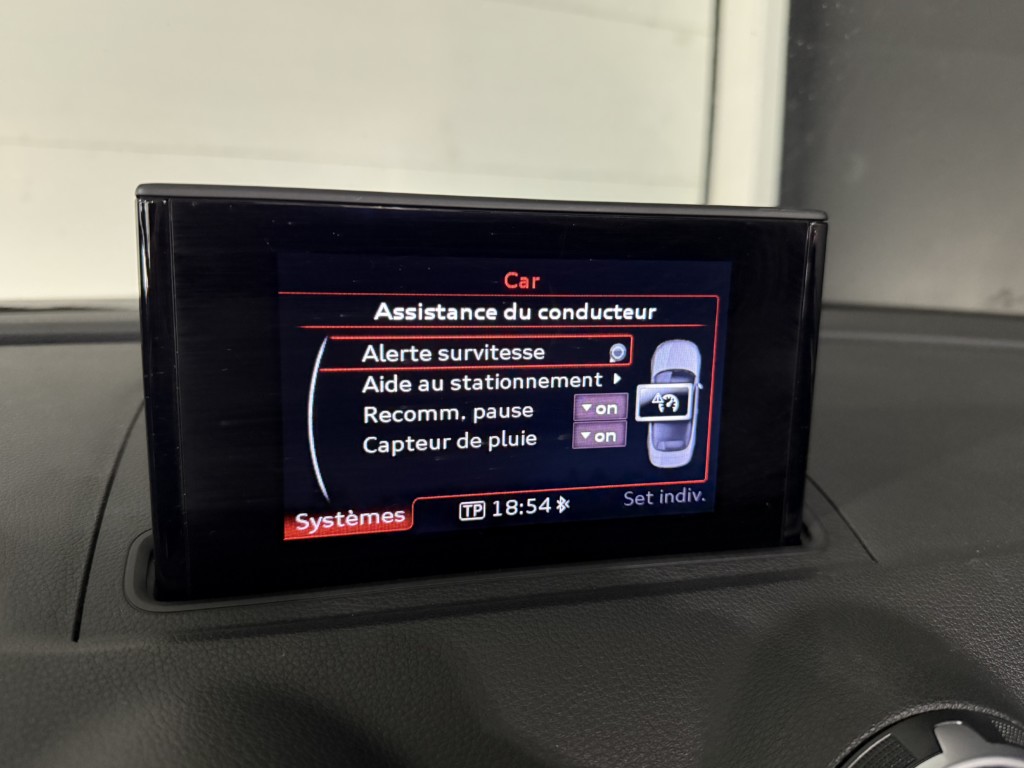 Car
Assistance du conducteur
Alerte survitesse
Aide au stationnement
Recomm. pause on
Capteur de pluie on
Systèmes TP 18:54 Set indiv.